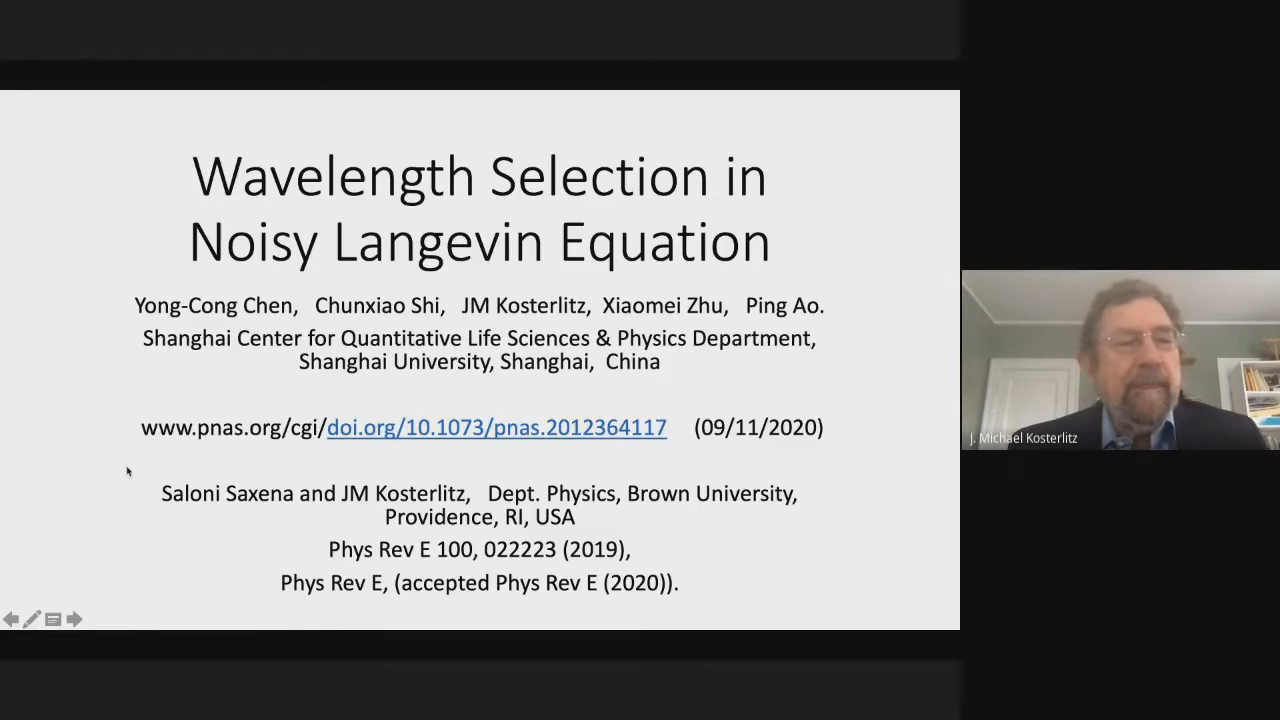 Wavelength Selection in
Noisy Langevin Equation
Yong-Cong Chen, Chunxiao Shi, JM Kosterlitz, Xiaomei Zhu, Ping Ao.
Shanghai Center for Quantitative Life Sciences & Physics Department,
Shanghai University, Shanghai, China
www.pnas.org/cgi/doi.org/10.1073/pnas.2012364117 (09/11/2020)
Saloni Saxena and JM Kosterlitz, Dept. Physics, Brown University,
Providence, RI, USA
Phys Rev E 100, 022223 (2019),
Phys Rev E, (accepted Phys Rev E (2020)).
J. Michael Kosterlitz